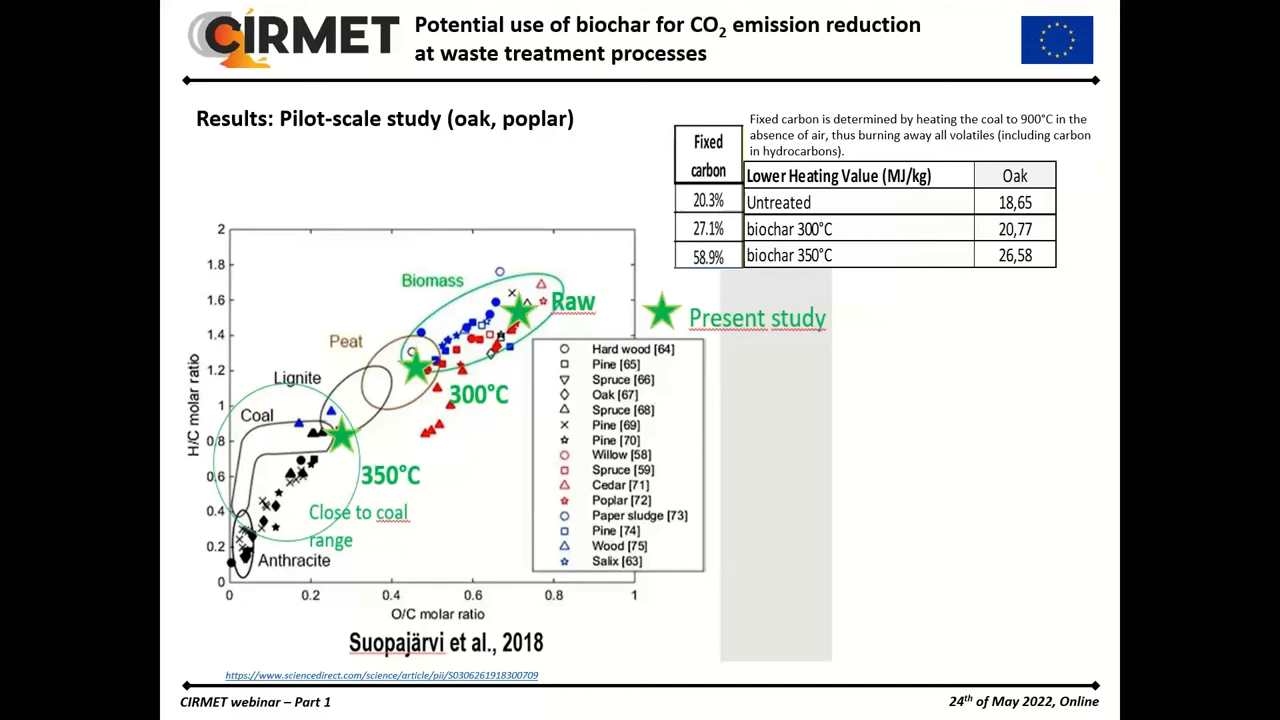 CIRMET
Potential use of biochar for CO₂ emission reduction
at waste treatment processes
Results: Pilot-scale study (oak, poplar)
Fixed carbon is determined by heating the coal to 900°C in the
absence of air, thus burning away all volatiles (including carbon
in hydrocarbons).
Fixed
carbon
Lower Heating Value (MJ/kg) Oak
20.3% Untreated 18,65
27.1% biochar 300°C 20,77
58.9% biochar 350°C 26,58
2
1.8
1.6
1.4
1.2
1
0.8
0.6
0.4
0.2
0
H/C molar ratio
Biomass
Raw
Present study
Peat
300°C
Lignite
Coal
350°C
Close to coal
range
Anthracite
Hard wood [64]
Pine [65]
Spruce [66]
Oak [67]
Spruce [68]
Pine [69]
Pine [70]
Willow [58]
Spruce [59]
Cedar [71]
Poplar [72]
Paper sludge [73]
Pine [74]
Wood [75]
Salix [63]
0 0.2 0.4 0.6 0.8 1
O/C molar ratio
Suopajärvi et al., 2018
https://www.sciencedirect.com/science/article/pii/S0306261918300709
CIRMET webinar – Part 1
24th of May 2022, Online